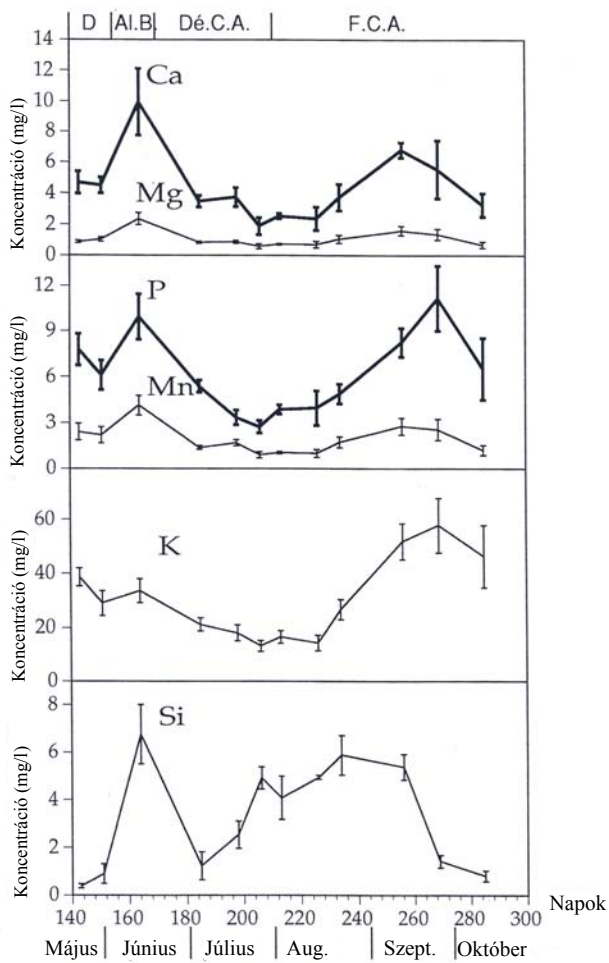 D Al.B. Dé.C.A. F.C.A.
14
12
10
8
6
4
2
0
Koncentráció (mg/l)
Ca
Mg
12
9
6
3
0
Koncentráció (mg/l)
P
Mn
60
40
20
0
Koncentráció (mg/l)
K
8
6
4
2
0
Koncentráció (mg/l)
Si
140 160 180 200 220 240 260 280 300 Napok
Május Június Július Aug. Szept. Október